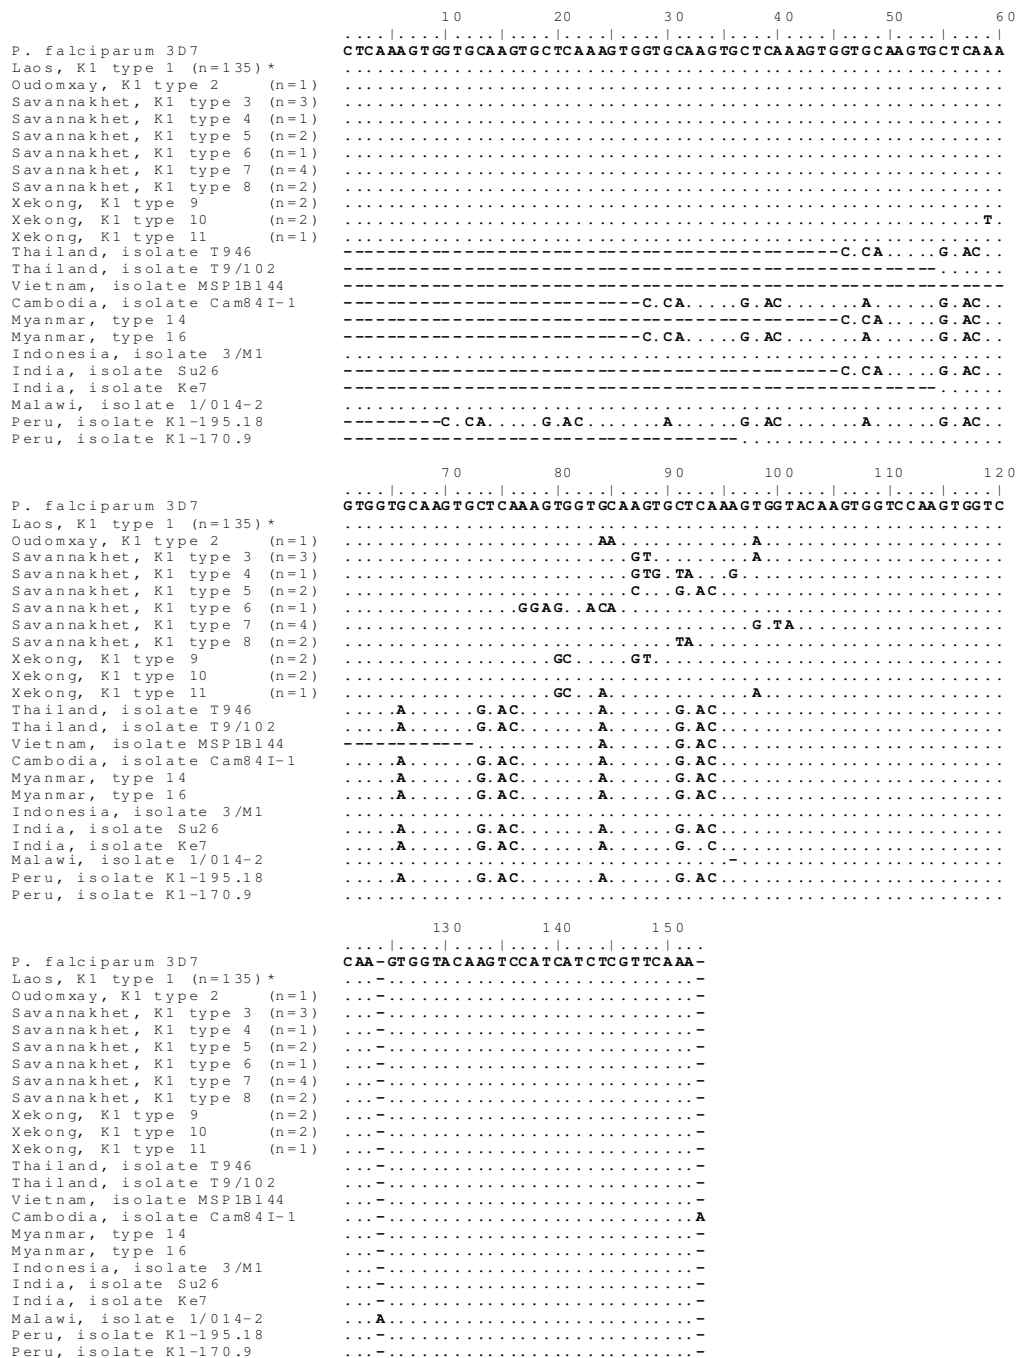 10 20 30 40 50 60
....|....|....|....|....|....|....|....|....|....|....|....|
P. falciparum 3D7 CTCAAAGTGGTGCAAGTGCTCAAAGTGGTGCAAGTGCTCAAAGTGGTGCAAGTGCTCAAA
Laos, K1 type 1 (n=135)* ............................................................
Oudomxay, K1 type 2 (n=1) ............................................................
Savannakhet, K1 type 3 (n=3) ............................................................
Savannakhet, K1 type 4 (n=1) ............................................................
Savannakhet, K1 type 5 (n=2) ............................................................
Savannakhet, K1 type 6 (n=1) ............................................................
Savannakhet, K1 type 7 (n=4) ............................................................
Savannakhet, K1 type 8 (n=2) ............................................................
Xekong, K1 type 9 (n=2) ............................................................
Xekong, K1 type 10 (n=2) ..........................................................T.
Xekong, K1 type 11 (n=1) ............................................................
Thailand, isolate T946 ---------------------------------------------C.CA.....G.AC..
Thailand, isolate T9/102 ------------------------------------------------------......
Vietnam, isolate MSP1Bl44 ------------------------------------------------------------
Cambodia, isolate Cam84I-1 ---------------------------C.CA.....G.AC.......A......G.AC..
Myanmar, type 14 ---------------------------------------------C.CA.....G.AC..
Myanmar, type 16 ---------------------------C.CA.....G.AC.......A......G.AC..
Indonesia, isolate 3/M1 ............................................................
India, isolate Su26 ---------------------------------------------C.CA.....G.AC..
India, isolate Ke7 ------------------------------------------------------......
Malawi, isolate 1/014-2 ............................................................
Peru, isolate K1-195.18 ---------C.CA.....G.AC.......A......G.AC.......A......G.AC..
Peru, isolate K1-170.9 ------------------------------------........................
70 80 90 100 110 120
....|....|....|....|....|....|....|....|....|....|....|....|
P. falciparum 3D7 GTGGTGCAAGTGCTCAAAGTGGTGCAAGTGCTCAAAGTGGTACAAGTGGTCCAAGTGGTC
Laos, K1 type 1 (n=135)* ............................................................
Oudomxay, K1 type 2 (n=1) .......................AA............A......................
Savannakhet, K1 type 3 (n=3) ..........................GT.........A......................
Savannakhet, K1 type 4 (n=1) ..........................GTG.TA...G........................
Savannakhet, K1 type 5 (n=2) ..........................C...G.AC..........................
Savannakhet, K1 type 6 (n=1) ................GGAG..ACA...................................
Savannakhet, K1 type 7 (n=4) .....................................G.TA...................
Savannakhet, K1 type 8 (n=2) ..............................TA............................
Xekong, K1 type 9 (n=2) ...................GC.....GT................................
Xekong, K1 type 10 (n=2) ............................................................
Xekong, K1 type 11 (n=1) ...................GC..A.............A......................
Thailand, isolate T946 .....A......G.AC.......A......G.AC..........................
Thailand, isolate T9/102 .....A......G.AC.......A......G.AC..........................
Vietnam, isolate MSP1Bl44 ------------...........A......G.AC..........................
Cambodia, isolate Cam84I-1 .....A......G.AC.......A......G.AC..........................
Myanmar, type 14 .....A......G.AC.......A......G.AC..........................
Myanmar, type 16 .....A......G.AC.......A......G.AC..........................
Indonesia, isolate 3/M1 ............................................................
India, isolate Su26 .....A......G.AC.......A......G.AC..........................
India, isolate Ke7 .....A......G.AC.......A......G..C..........................
Malawi, isolate 1/014-2 ...................................-........................
Peru, isolate K1-195.18 .....A......G.AC.......A......G.AC..........................
Peru, isolate K1-170.9 ............................................................
130 140 150
....|....|....|....|....|....|...
P. falciparum 3D7 CAA-GTGGTACAAGTCCATCATCTCGTTCAAA-
Laos, K1 type 1 (n=135)* ...-............................-
Oudomxay, K1 type 2 (n=1) ...-............................-
Savannakhet, K1 type 3 (n=3) ...-............................-
Savannakhet, K1 type 4 (n=1) ...-............................-
Savannakhet, K1 type 5 (n=2) ...-............................-
Savannakhet, K1 type 6 (n=1) ...-............................-
Savannakhet, K1 type 7 (n=4) ...-............................-
Savannakhet, K1 type 8 (n=2) ...-............................-
Xekong, K1 type 9 (n=2) ...-............................-
Xekong, K1 type 10 (n=2) ...-............................-
Xekong, K1 type 11 (n=1) ...-............................-
Thailand, isolate T946 ...-............................-
Thailand, isolate T9/102 ...-............................-
Vietnam, isolate MSP1Bl44 ...-............................-
Cambodia, isolate Cam84I-1 ...-............................A
Myanmar, type 14 ...-............................-
Myanmar, type 16 ...-............................-
Indonesia, isolate 3/M1 ...-............................-
India, isolate Su26 ...-............................-
India, isolate Ke7 ...-............................-
Malawi, isolate 1/014-2 ...A............................-
Peru, isolate K1-195.18 ...-............................-
Peru, isolate K1-170.9 ...-............................-